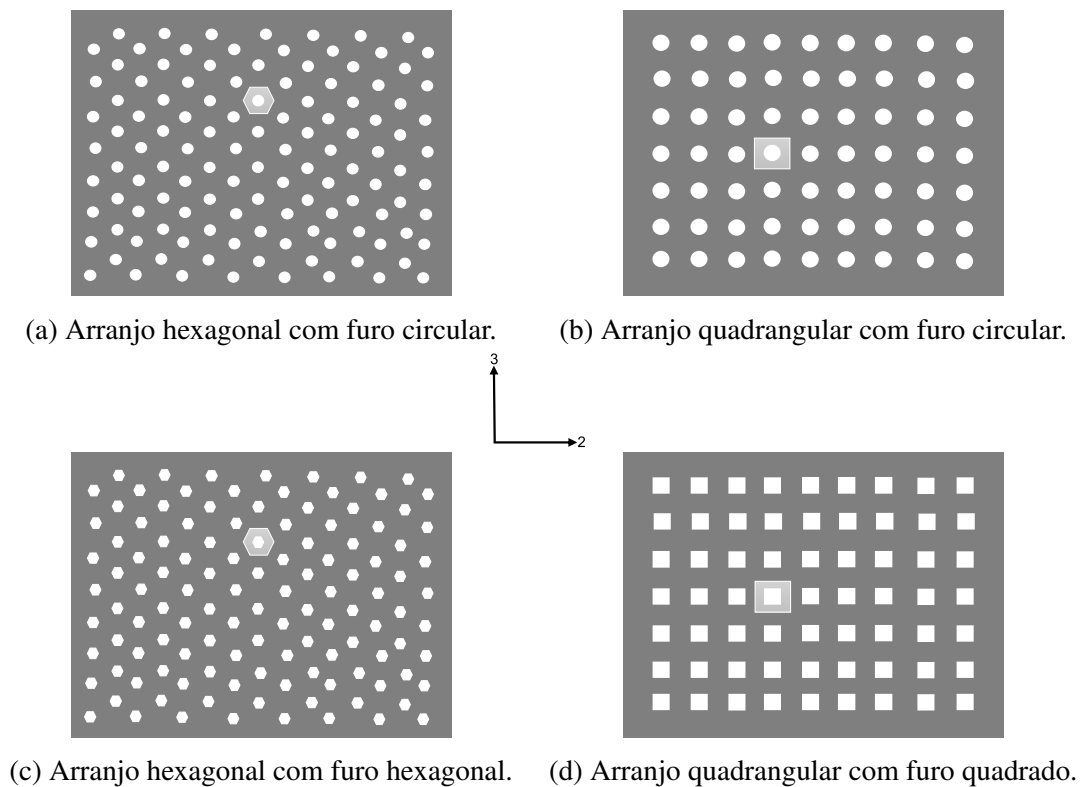 (a) Arranjo hexagonal com furo circular.
(b) Arranjo quadrangular com furo circular.
3
2
(c) Arranjo hexagonal com furo hexagonal.
(d) Arranjo quadrangular com furo quadrado.